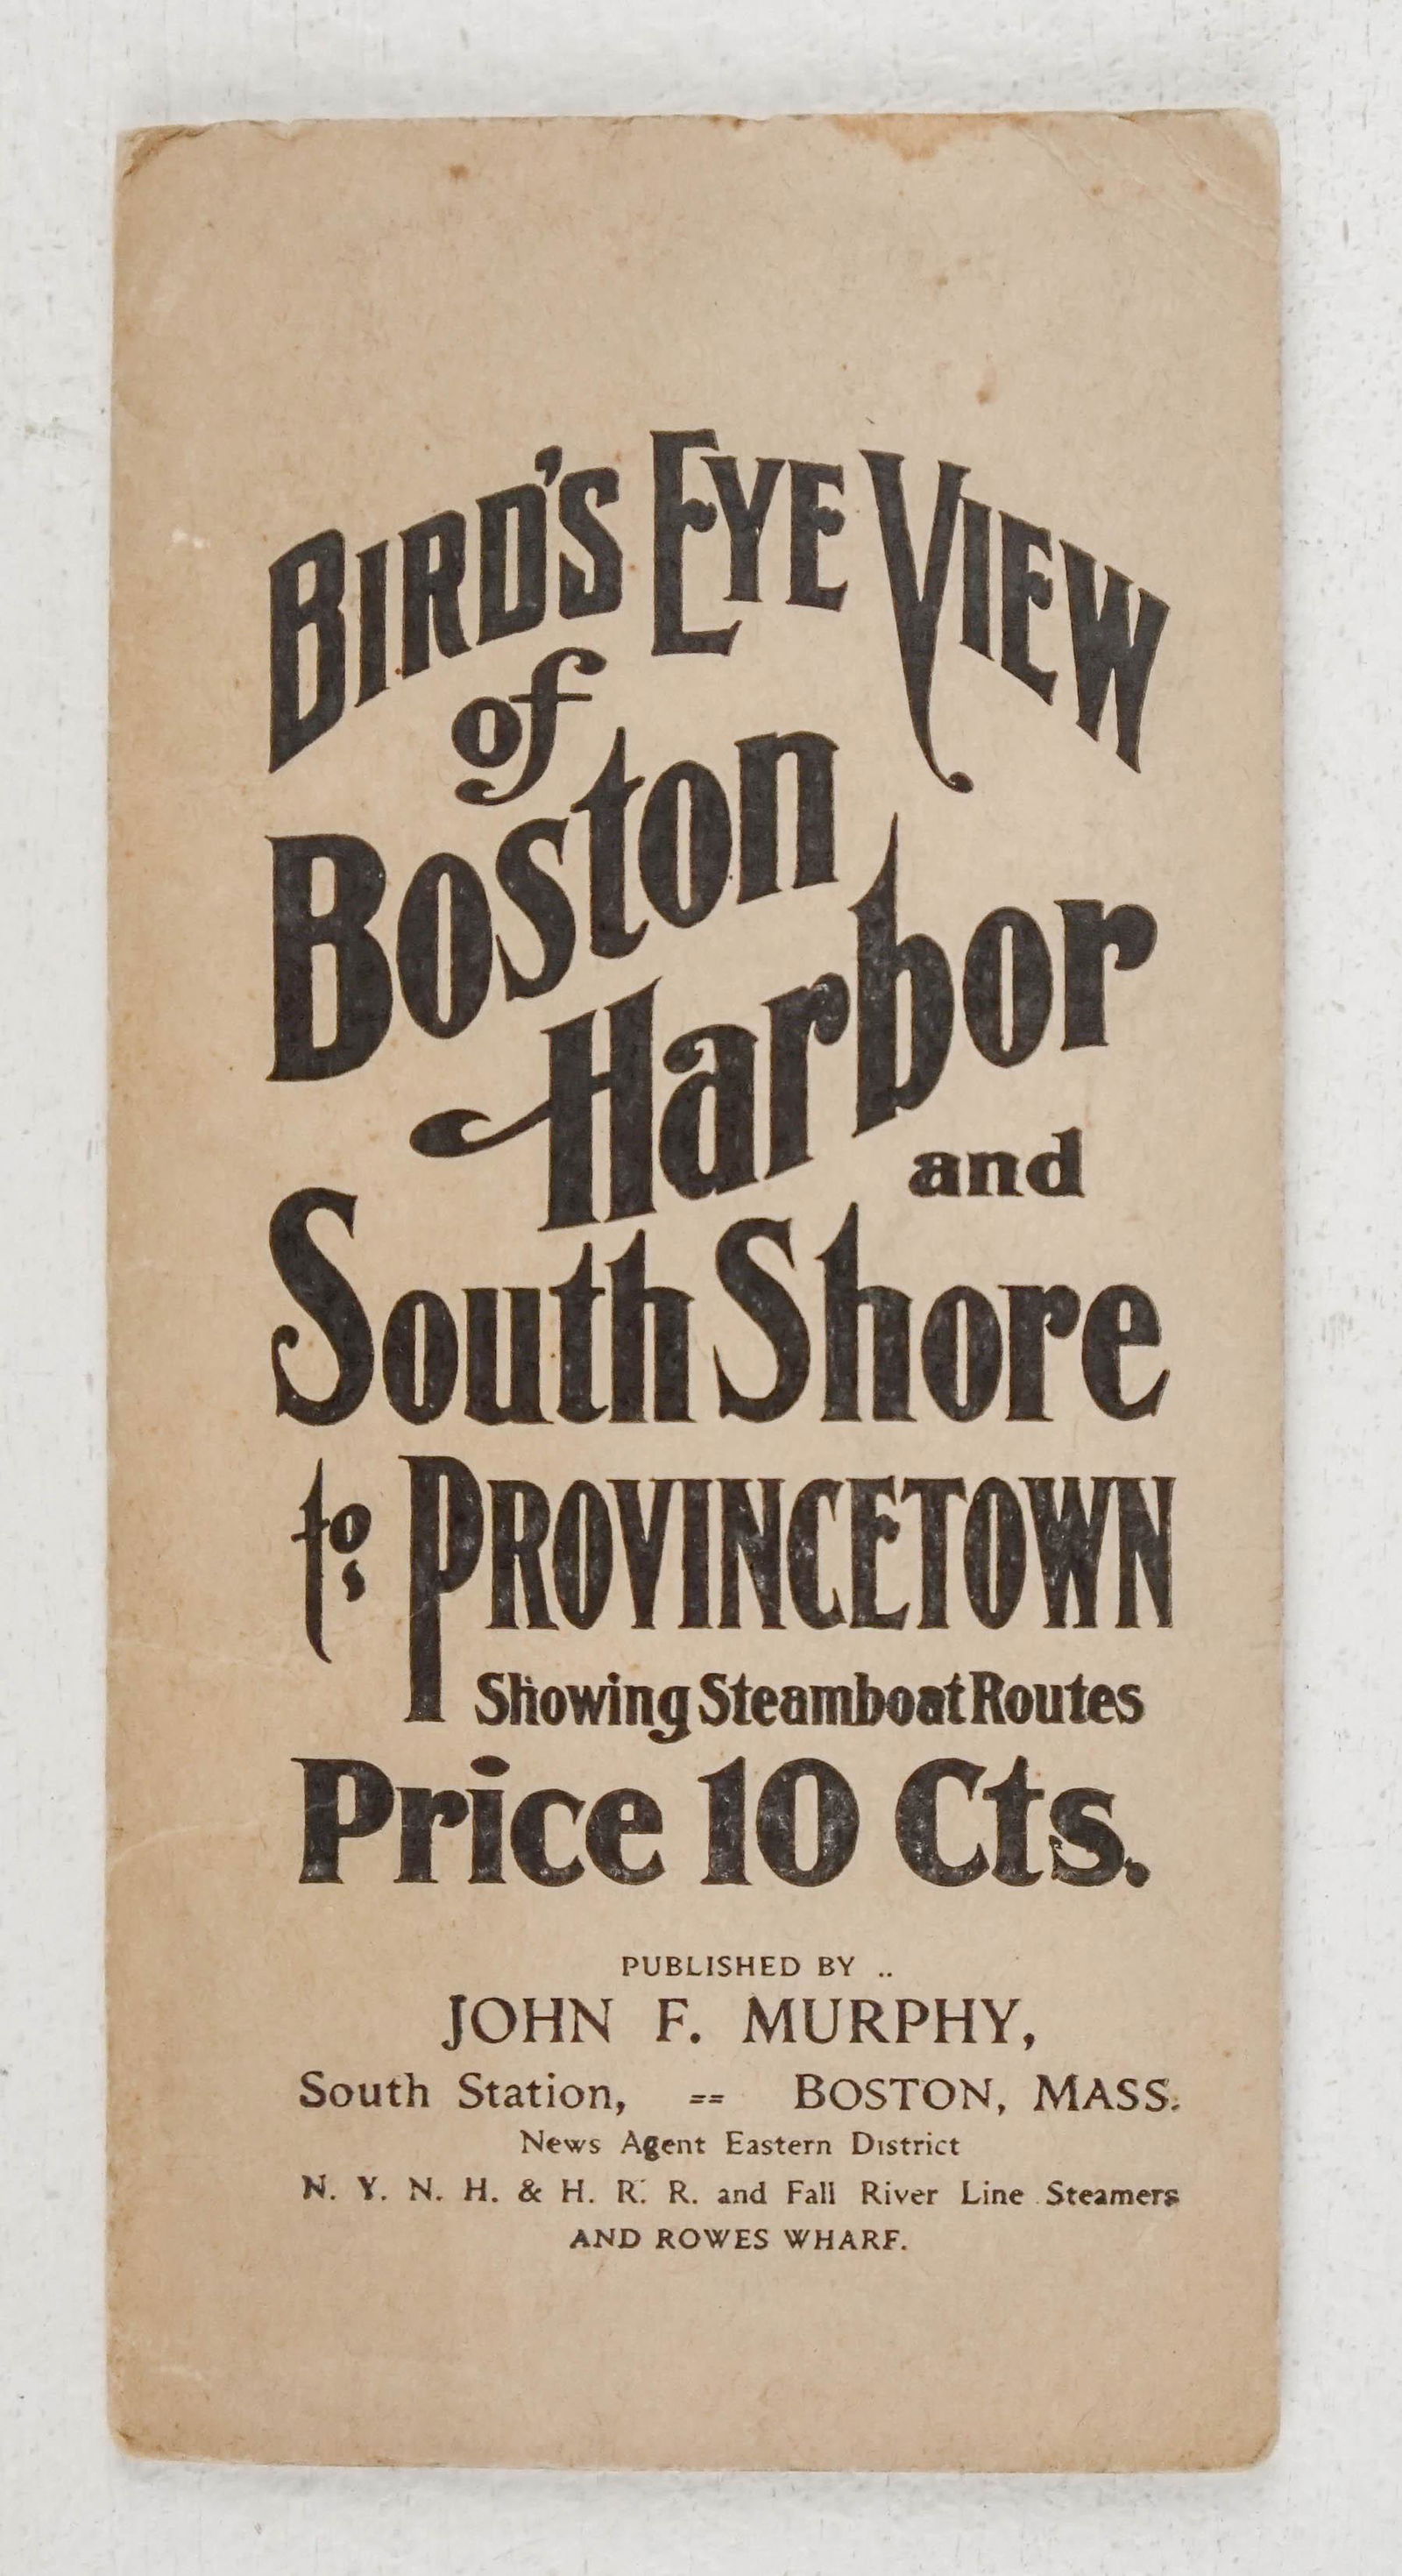 BIRD'S EYE VIEW
of
Boston
Harbor
and
South Shore
to PROVINCETOWN
Showing Steamboat Routes
Price 10 Cts.
PUBLISHED BY ..
JOHN F. MURPHY,
South Station, == BOSTON, MASS.
News Agent Eastern District
N. Y. N. H. & H. R. R. and Fall River Line Steamers
AND ROWES WHARF.